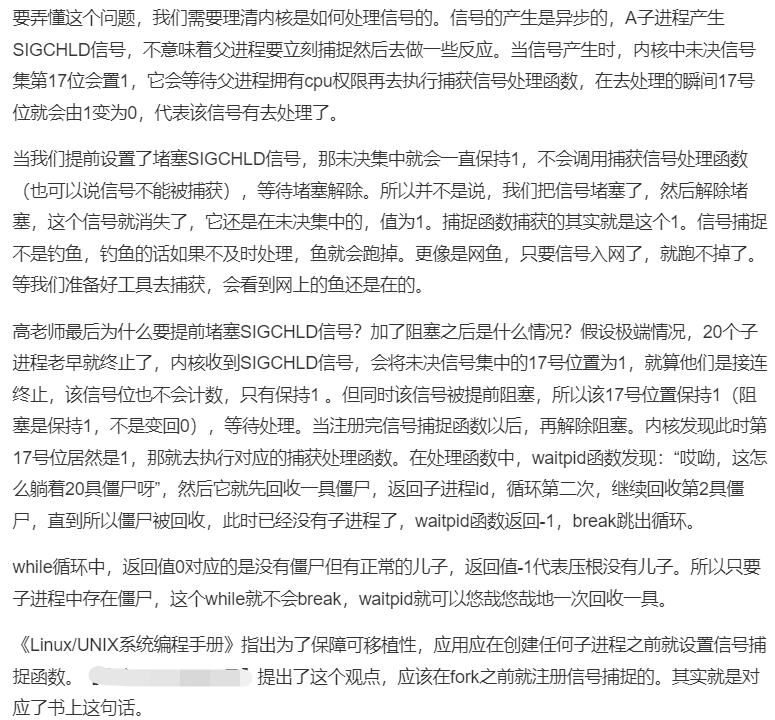 要弄懂这个问题，我们需要理清内核是如何处理信号的。信号的产生是异步的，A子进程产生
SIGCHLD信号，不意味着父进程要立刻捕捉然后去做一些反应。当信号产生时，内核中未决信号
集第17位会置1，它会等待父进程拥有cpu权限再去执行捕获信号处理函数，在去处理的瞬间17号
位就会由1变为0，代表该信号有去处理了。
当我们提前设置了堵塞SIGCHLD信号，那未决集中就会一直保持1，不会调用捕获信号处理函数
（也可以说信号不能被捕获），等待堵塞解除。所以并不是说，我们把信号堵塞了，然后解除堵
塞，这个信号就消失了，它还是在未决集中的，值为1。捕捉函数捕获的其实就是这个1。信号捕捉
不是钓鱼，钓鱼的话如果不及时处理，鱼就会跑掉。更像是网鱼，只要信号入网了，就跑不掉了。
等我们准备好工具去捕获，会看到网上的鱼还是在的。
高老师最后为什么要提前堵塞SIGCHLD信号？加了阻塞之后是什么情况？假设极端情况，20个子
进程老早就终止了，内核收到SIGCHLD信号，会将未决信号集中的17号位置为1，就算他们是接连
终止，该信号位也不会计数，只有保持1 。但同时该信号被提前阻塞，所以该17号位置保持1（阻
塞是保持1，不是变回0），等待处理。当注册完信号捕捉函数以后，再解除阻塞。内核发现此时第
17号位居然是1，那就去执行对应的捕获处理函数。在处理函数中，waitpid函数发现：“哎呦，这怎
么躺着20具僵尸呀”，然后它就先回收一具僵尸，返回子进程id，循环第二次，继续回收第2具僵
尸，直到所以僵尸被回收，此时已经没有子进程了，waitpid函数返回-1，break跳出循环。
while循环中，返回值0对应的是没有僵尸但有正常的儿子，返回值-1代表压根没有儿子。所以只要
子进程中存在僵尸，这个while就不会break，waitpid就可以悠哉悠哉地一次回收一具。
《Linux/UNIX系统编程手册》指出为了保障可移植性，应用应在创建任何子进程之前就设置信号捕
捉函数。 提出了这个观点，应该在fork之前就注册信号捕捉的。其实就是对
应了书上这句话。